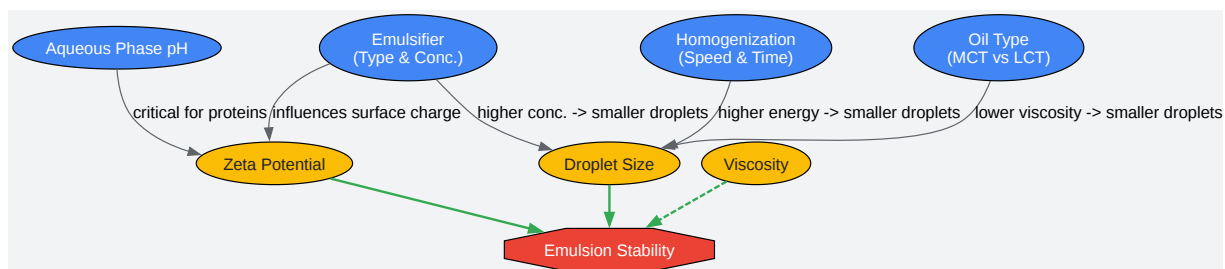 Aqueous Phase pH
Emulsifier
(Type & Conc.)
Homogenization
(Speed & Time)
Oil Type
(MCT vs LCT)
critical for proteins
influences surface charge
higher conc. -> smaller droplets
higher energy -> smaller droplets
lower viscosity -> smaller droplets
Zeta Potential
Droplet Size
Viscosity
Emulsion Stability